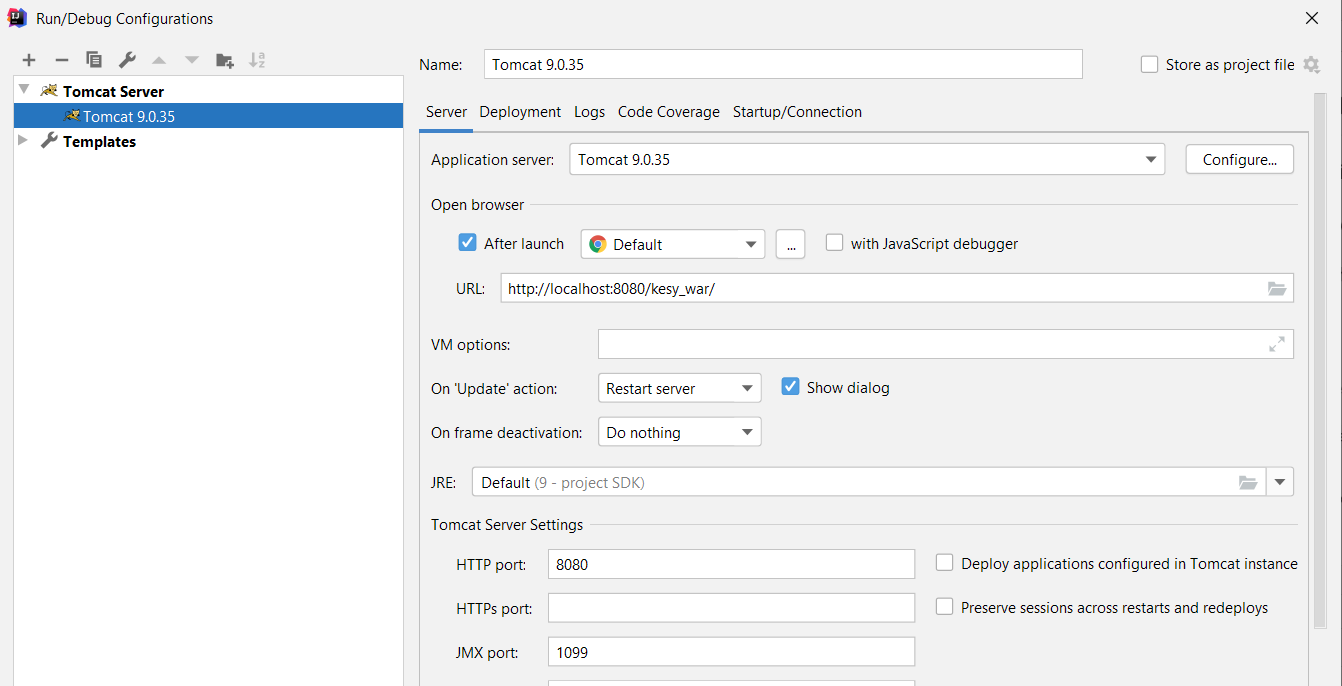 Run/Debug Configurations
Tomcat Server
Tomcat 9.0.35
Templates
Name: Tomcat 9.0.35 Store as project file
Server Deployment Logs Code Coverage Startup/Connection
Application server: Tomcat 9.0.35 Configure...
Open browser
After launch Default ... with JavaScript debugger
URL: http://localhost:8080/kesy_war/
VM options:
On 'Update' action: Restart server Show dialog
On frame deactivation: Do nothing
JRE: Default (9 - project SDK)
Tomcat Server Settings
HTTP port: 8080 Deploy applications configured in Tomcat instance
HTTPs port: Preserve sessions across restarts and redeploys
JMX port: 1099